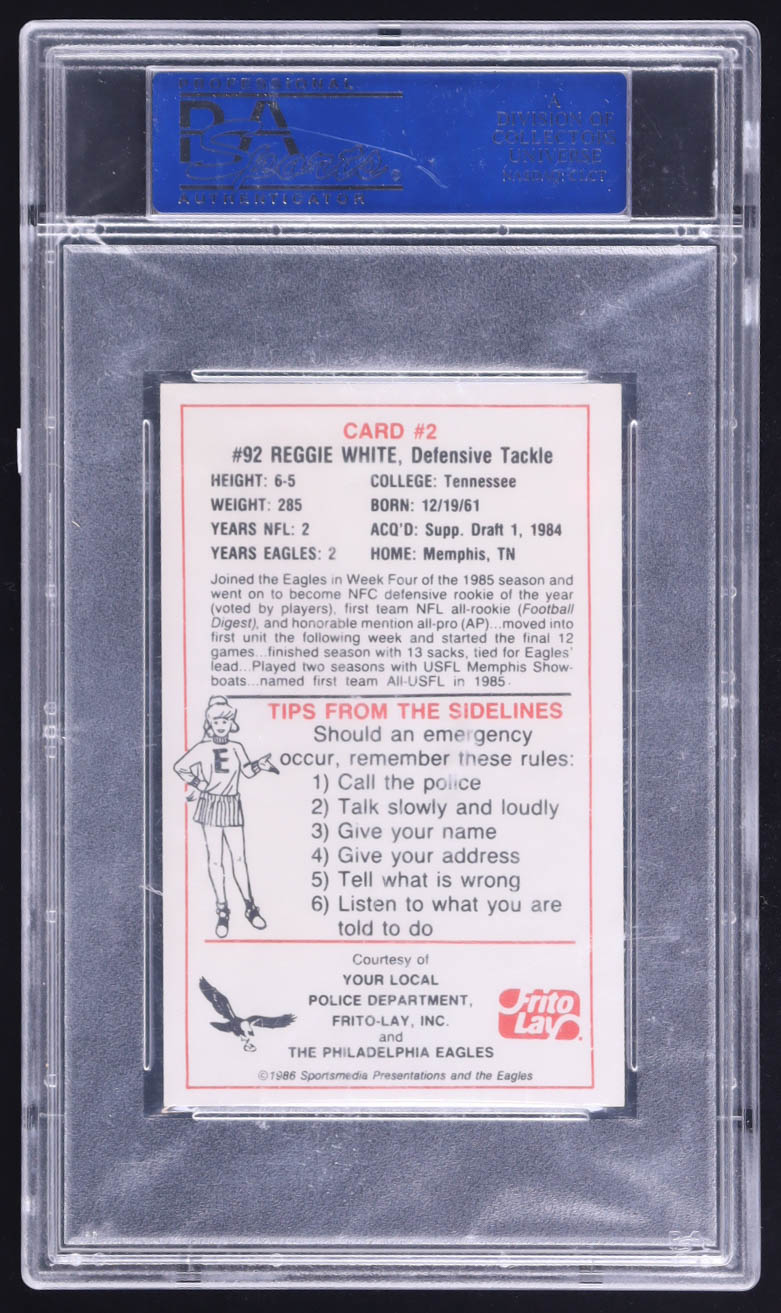 PROFESSIONAL
PSA
Sports
AUTHENTICATOR
A
DIVISION OF
COLLECTORS
UNIVERSE
NASDAQ: CLCT
CARD #2
#92 REGGIE WHITE, Defensive Tackle
HEIGHT: 6-5 COLLEGE: Tennessee
WEIGHT: 285 BORN: 12/19/61
YEARS NFL: 2 ACQ'D: Supp. Draft 1, 1984
YEARS EAGLES: 2 HOME: Memphis, TN
Joined the Eagles in Week Four of the 1985 season and
went on to become NFC defensive rookie of the year
(voted by players), first team NFL all-rookie (Football
Digest), and honorable mention all-pro (AP)...moved into
first unit the following week and started the final 12
games...finished season with 13 sacks, tied for Eagles'
lead...Played two seasons with USFL Memphis Show-
boats...named first team All-USFL in 1985.
TIPS FROM THE SIDELINES
Should an emergency
occur, remember these rules:
1) Call the police
2) Talk slowly and loudly
3) Give your name
4) Give your address
5) Tell what is wrong
6) Listen to what you are
told to do
E
Courtesy of
YOUR LOCAL
POLICE DEPARTMENT,
FRITO-LAY, INC.
and
THE PHILADELPHIA EAGLES
Frito
Lay®
©1986 Sportsmedia Presentations and the Eagles